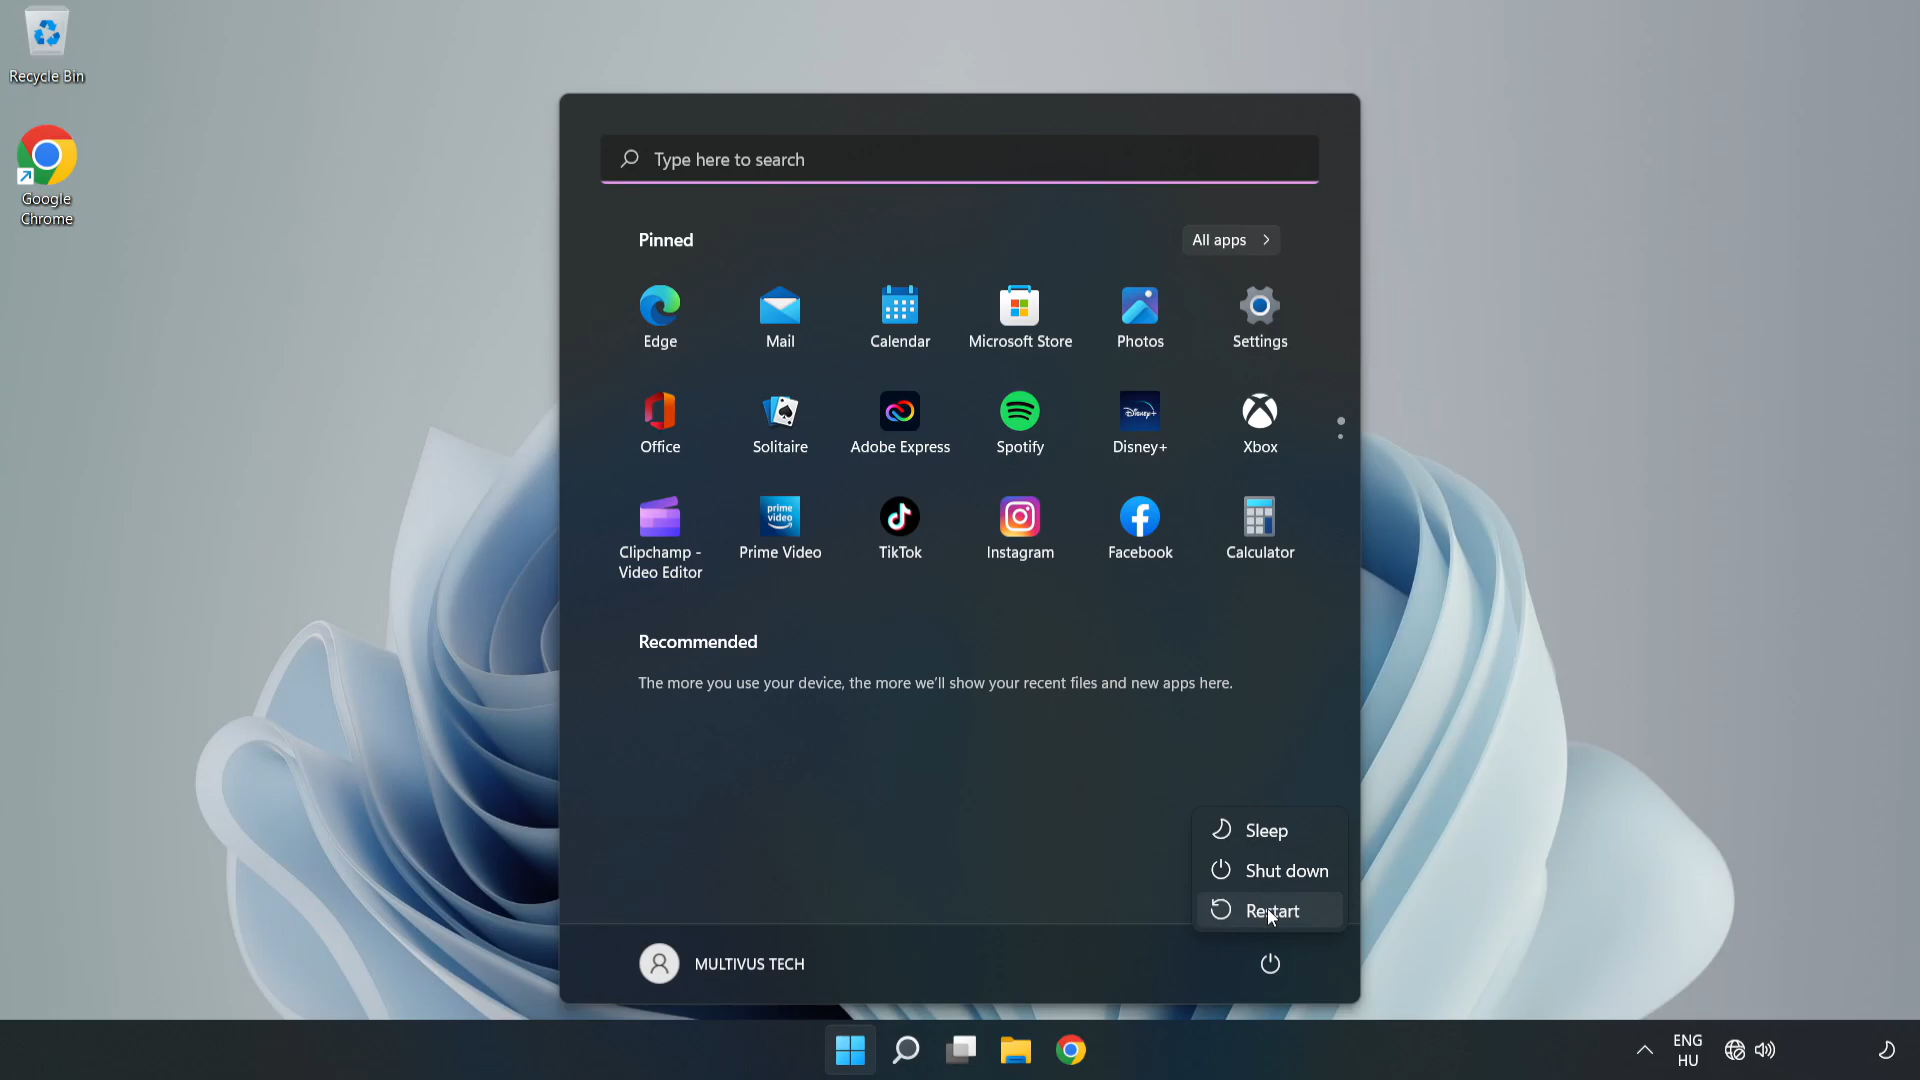 Recycle Bin
Google
Chrome
Type here to search
Pinned
All apps
Edge
Mail
Calendar
Microsoft Store
Photos
Settings
Office
Solitaire
Adobe Express
Spotify
Disney+
Disney+
Xbox
prime
video
Clipchamp -
Video Editor
Prime Video
TikTok
Instagram
Facebook
Calculator
Recommended
The more you use your device, the more we'll show your recent files and new apps here.
Sleep
Shut down
Restart
MULTIVUS TECH
ENG
HU